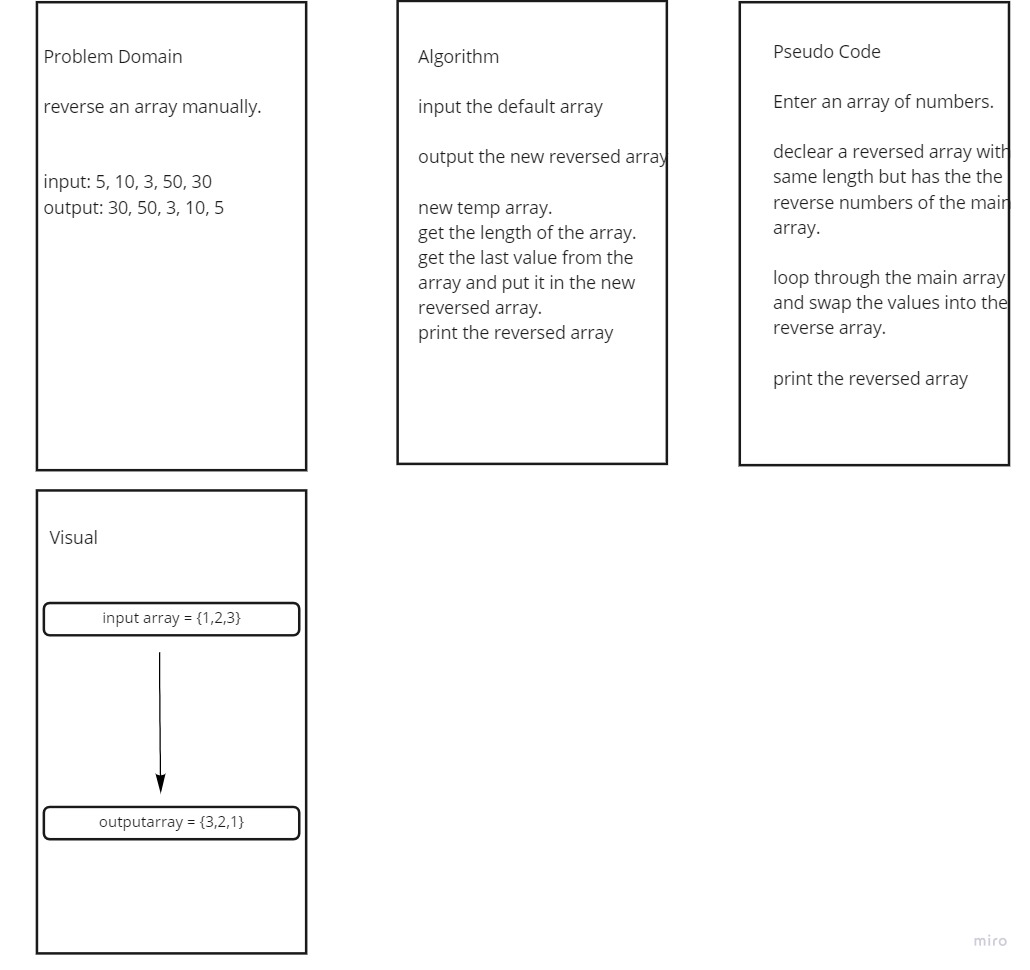 Problem Domain
reverse an array manually.
input: 5, 10, 3, 50, 30
output: 30, 50, 3, 10, 5
Algorithm
input the default array
output the new reversed array
new temp array.
get the length of the array.
get the last value from the
array and put it in the new
reversed array.
print the reversed array
Pseudo Code
Enter an array of numbers.
declear a reversed array with
same length but has the the
reverse numbers of the main
array.
loop through the main array
and swap the values into the
reverse array.
print the reversed array
Visual
input array = {1,2,3}
outputarray = {3,2,1}
miro